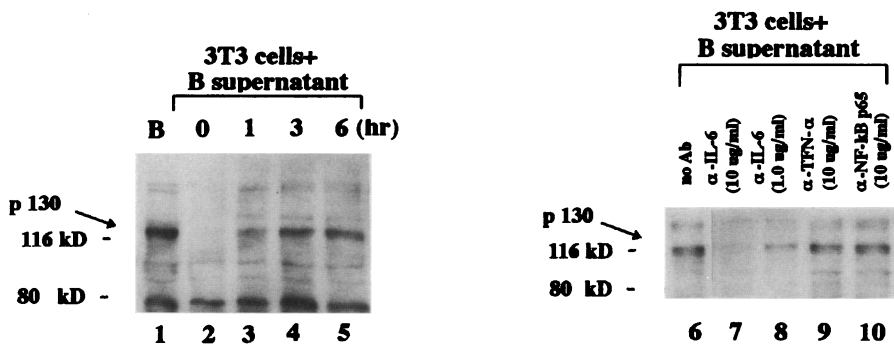 3T3 cells+
B supernatant
B 0 1 3 6 (hr)
p 130
116 kD -
80 kD -
1 2 3 4 5
3T3 cells+
B supernatant
no Ab
α-IL-6
(10 ug/ml)
α-IL-6
(1.0 ug/ml)
α-TFN-α
(10 ug/ml)
α-NF-kB p65
(10 ug/ml)
p 130
116 kD -
80 kD -
6 7 8 9 10